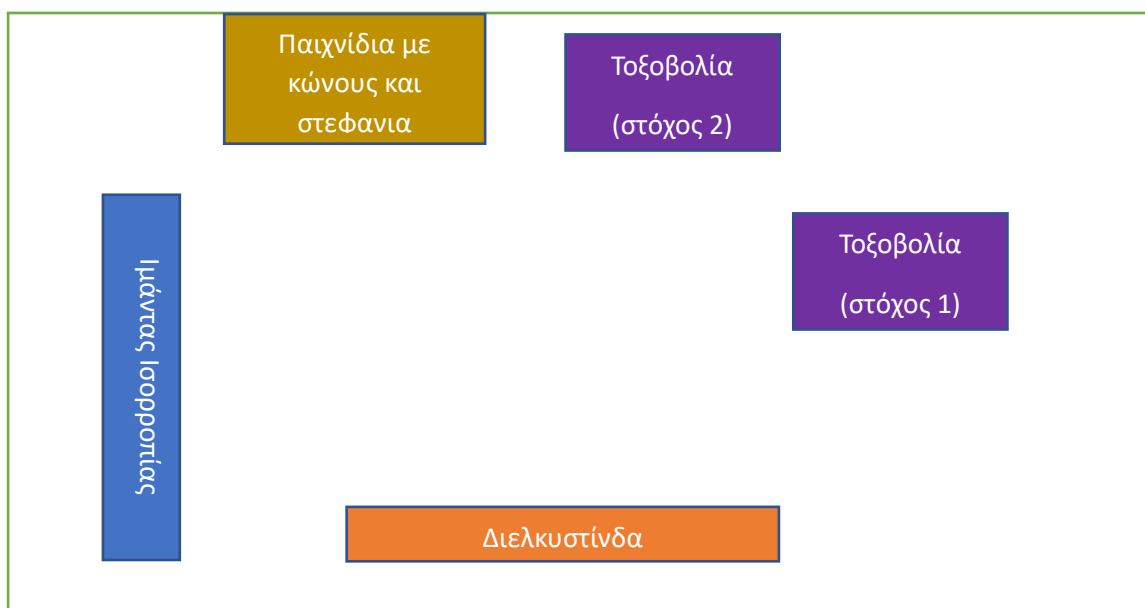 Παιχνίδια με
κώνους και
στεφανια
Τοξοβολία
(στόχος 2)
Τοξοβολία
(στόχος 1)
Ιμάντας Ισορροπίας
Διελκυστίνδα